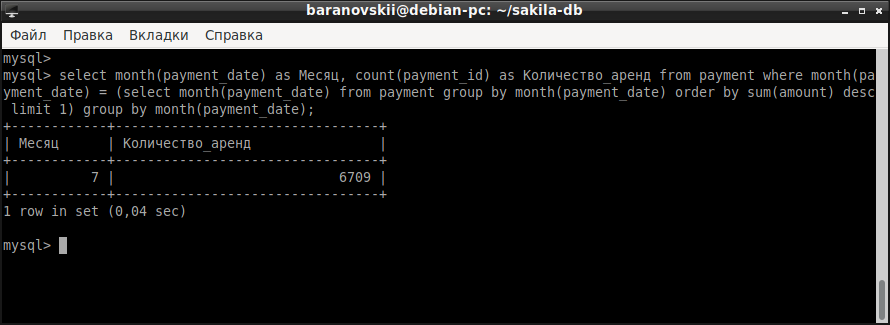 baranovskii@debian-pc: ~/sakila-db
Файл Правка Вкладки Справка
mysql>
mysql> select month(payment_date) as Месяц, count(payment_id) as Количество_аренд from payment where month(pa
yment_date) = (select month(payment_date) from payment group by month(payment_date) order by sum(amount) desc
 limit 1) group by month(payment_date);
+------------+---------------------------------+
| Месяц      | Количество_аренд                |
+------------+---------------------------------+
|          7 |                            6709 |
+------------+---------------------------------+
1 row in set (0,04 sec)
mysql>